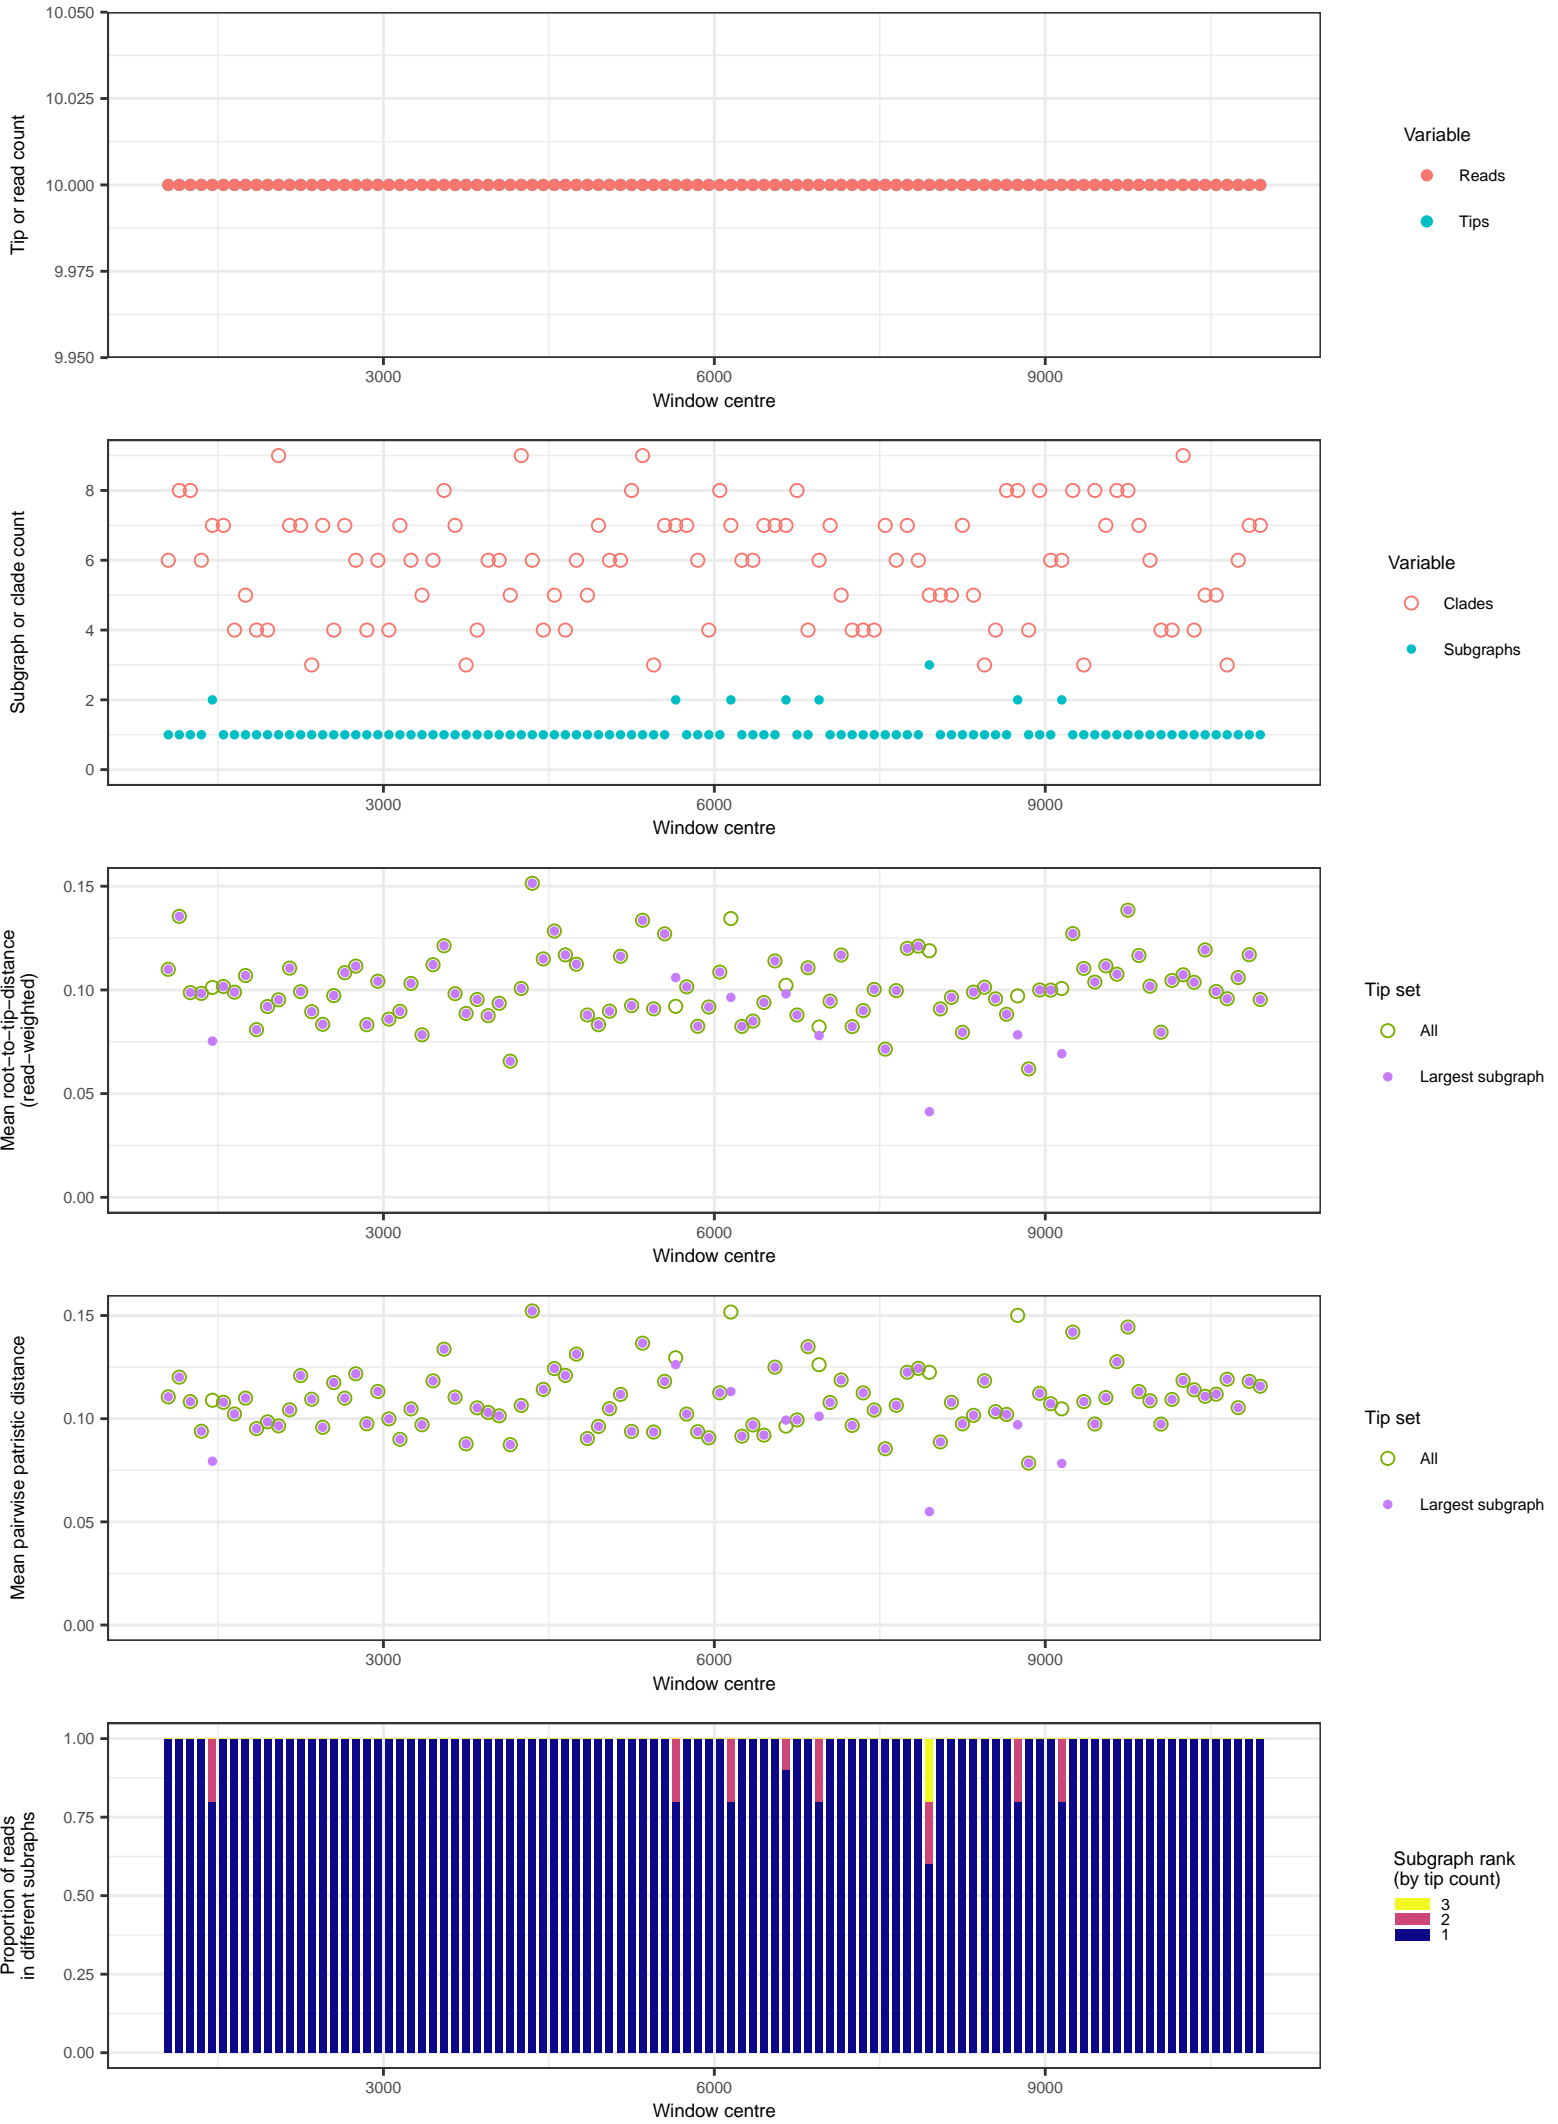 10.050
10.025
10.000
9.975
9.950
Tip or read count
3000 6000 9000
Window centre
Variable
Reads
Tips
8
6
4
2
0
Subgraph or clade count
3000 6000 9000
Window centre
Variable
Clades
Subgraphs
0.15
0.10
0.05
0.00
Mean root−to−tip−distance
(read−weighted)
3000 6000 9000
Window centre
Tip set
All
Largest subgraph
0.15
0.10
0.05
0.00
Mean pairwise patristic distance
3000 6000 9000
Window centre
Tip set
All
Largest subgraph
1.00
0.75
0.50
0.25
0.00
Proportion of reads
in different subraphs
3000 6000 9000
Window centre
Subgraph rank
(by tip count)
3
2
1